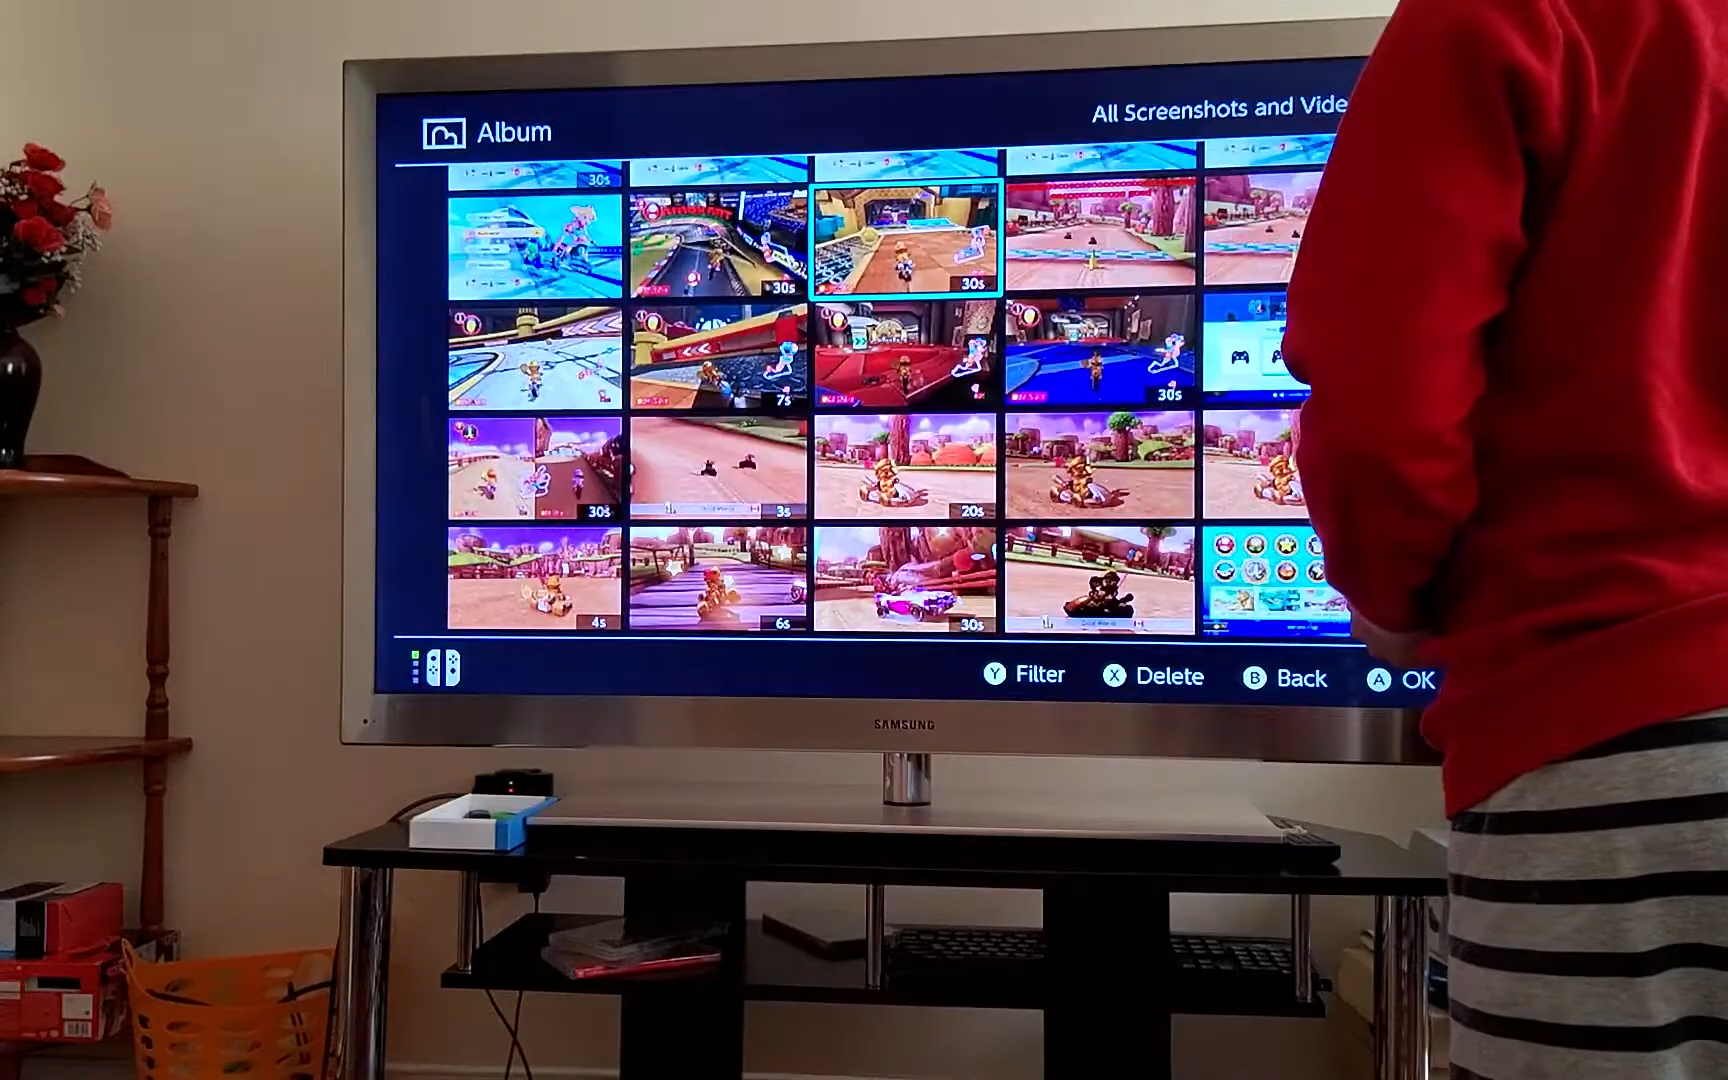 Album
All Screenshots and Vide
30s
30s
30s
7s
30s
30s
3s
20s
4s
6s
30s
Y Filter
X Delete
B Back
A OK
SAMSUNG